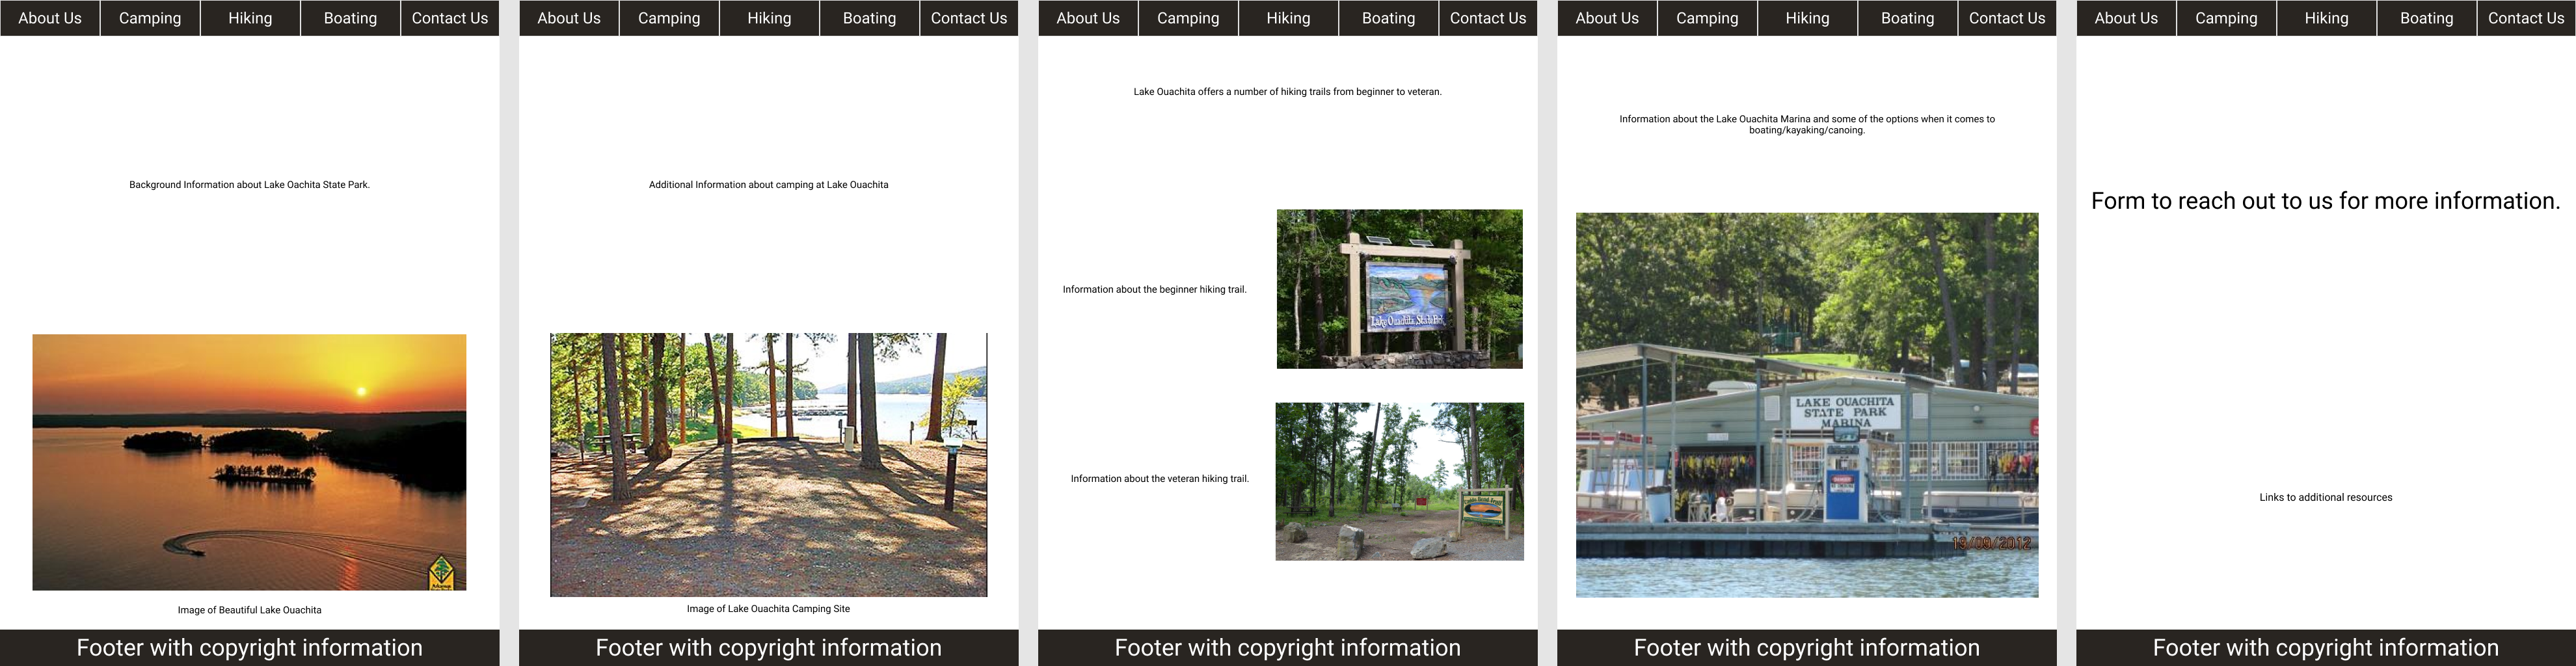 About Us Camping Hiking Boating Contact Us
Background Information about Lake Oachita State Park.
Image of Beautiful Lake Ouachita
Footer with copyright information
About Us Camping Hiking Boating Contact Us
Additional Information about camping at Lake Ouachita
Image of Lake Ouachita Camping Site
Footer with copyright information
About Us Camping Hiking Boating Contact Us
Lake Ouachita offers a number of hiking trails from beginner to veteran.
Information about the beginner hiking trail.
Lake Ouachita State Park
Information about the veteran hiking trail.
Footer with copyright information
About Us Camping Hiking Boating Contact Us
Information about the Lake Ouachita Marina and some of the options when it comes to
boating/kayaking/canoing.
LAKE OUACHITA
STATE PARK
MARINA
DANGER
19/09/2012
Footer with copyright information
About Us Camping Hiking Boating Contact Us
Form to reach out to us for more information.
Links to additional resources
Footer with copyright information